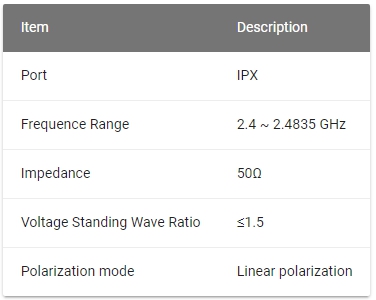 Item Description
Port IPX
Frequence Range 2.4 ~ 2.4835 GHz
Impedance 50Ω
Voltage Standing Wave Ratio ≤1.5
Polarization mode Linear polarization